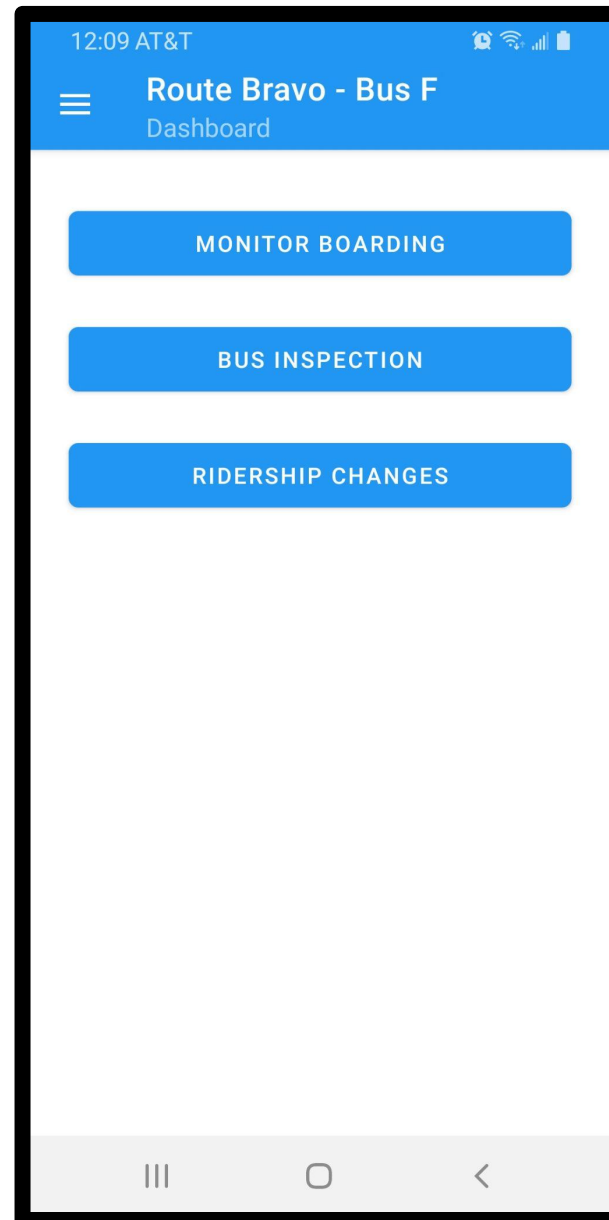 12:09 AT&T
Route Bravo - Bus F
Dashboard
MONITOR BOARDING
BUS INSPECTION
RIDERSHIP CHANGES